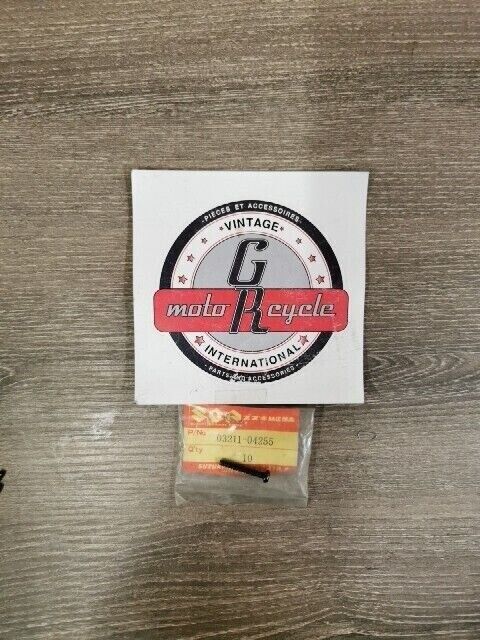 ·PIECES ET ACCESSOIRES·
VINTAGE
G
moto R cycle
INTERNATIONAL
·PARTS AND ACCESSORIES·
P/No
03211-04255
Q'ty
10